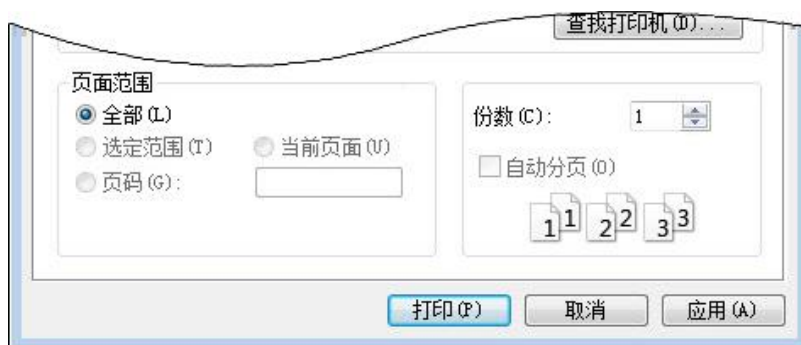 查找打印机(D)...
页面范围
全部(L)
选定范围(T) 当前页面(U)
页码(G):
份数(C): 1
自动分页(O)
1 1 2 2 3 3
打印(P) 取消 应用(A)